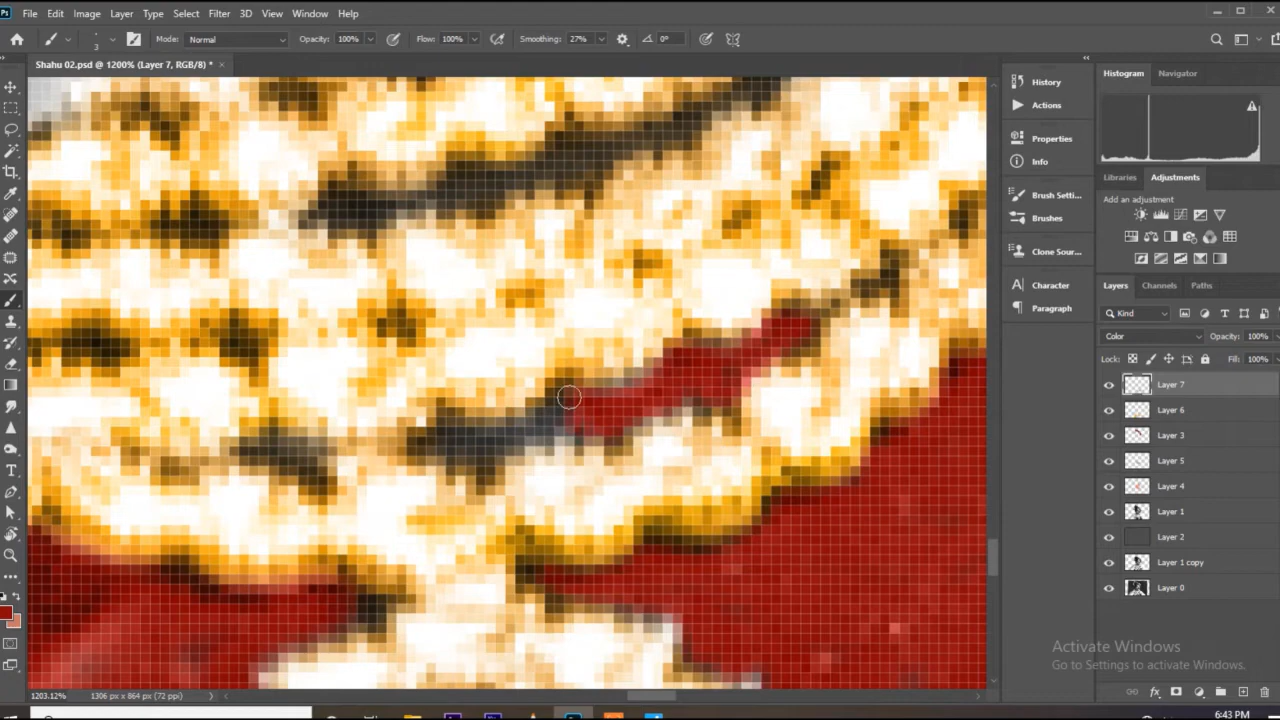 Ps File Edit Image Layer Type Select Filter 3D View Window Help
3 Mode: Normal Opacity: 100% Flow: 100% Smoothing: 27% 0°
Shahu 02.psd @ 1200% (Layer 7, RGB/8) * ×
History
Actions
Properties
Info
Brush Setti...
Brushes
Clone Sour...
Character
Paragraph
Histogram Navigator
Libraries Adjustments
Add an adjustment
Layers Channels Paths
Kind
Color Opacity: 100%
Lock: Fill: 100%
Layer 7
Layer 6
Layer 3
Layer 5
Layer 4
Layer 1
Layer 2
Layer 1 copy
Layer 0
Activate Windows
Go to Settings to activate Windows.
1203.12% 1306 px x 864 px (72 ppi)
6:43 PM